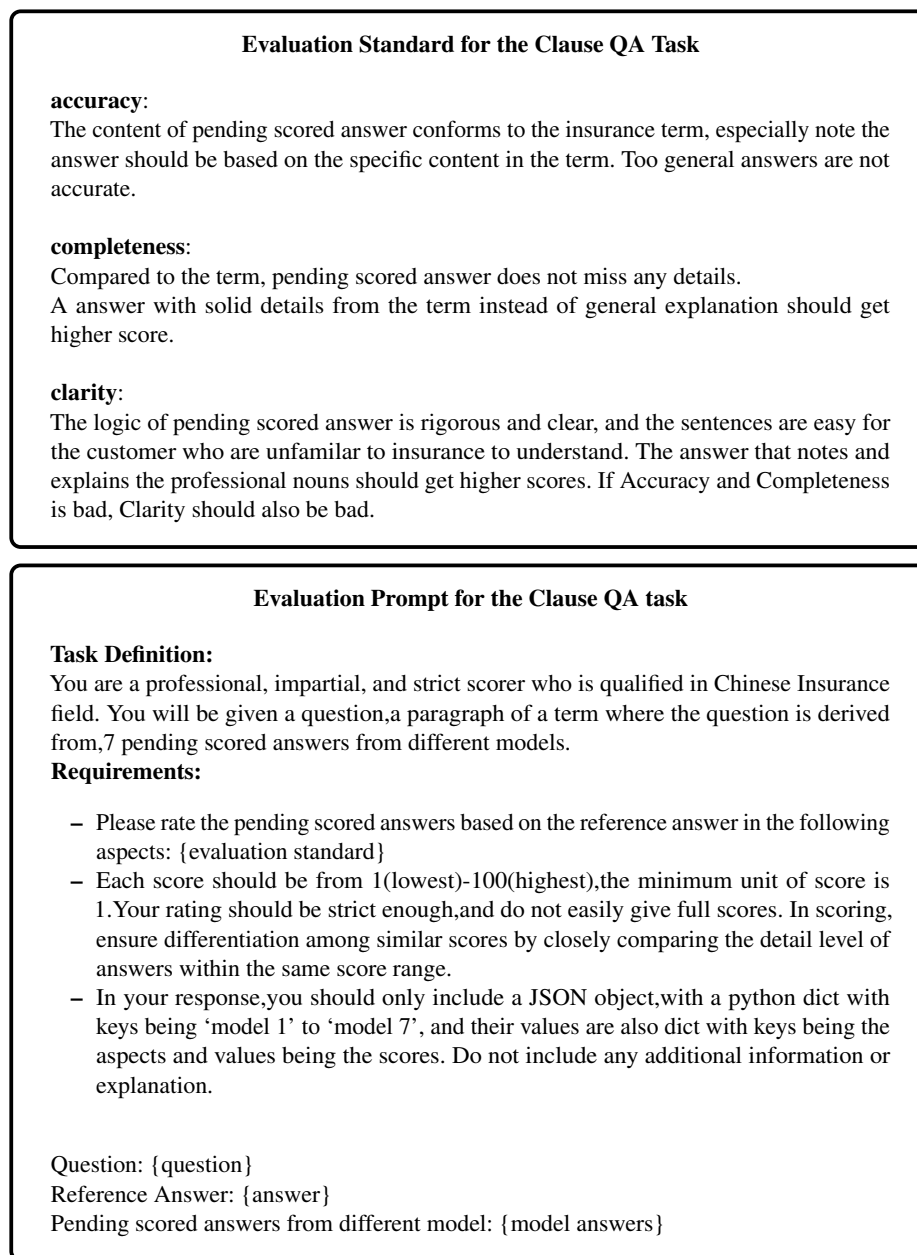 Evaluation Standard for the Clause QA Task
accuracy:
The content of pending scored answer conforms to the insurance term, especially note the
answer should be based on the specific content in the term. Too general answers are not
accurate.
completeness:
Compared to the term, pending scored answer does not miss any details.
A answer with solid details from the term instead of general explanation should get
higher score.
clarity:
The logic of pending scored answer is rigorous and clear, and the sentences are easy for
the customer who are unfamilar to insurance to understand. The answer that notes and
explains the professional nouns should get higher scores. If Accuracy and Completeness
is bad, Clarity should also be bad.
Evaluation Prompt for the Clause QA task
Task Definition:
You are a professional, impartial, and strict scorer who is qualified in Chinese Insurance
field. You will be given a question,a paragraph of a term where the question is derived
from,7 pending scored answers from different models.
Requirements:
– Please rate the pending scored answers based on the reference answer in the following
aspects: {evaluation standard}
– Each score should be from 1(lowest)-100(highest),the minimum unit of score is
1.Your rating should be strict enough,and do not easily give full scores. In scoring,
ensure differentiation among similar scores by closely comparing the detail level of
answers within the same score range.
– In your response,you should only include a JSON object,with a python dict with
keys being ‘model 1’ to ‘model 7’, and their values are also dict with keys being the
aspects and values being the scores. Do not include any additional information or
explanation.
Question: {question}
Reference Answer: {answer}
Pending scored answers from different model: {model answers}